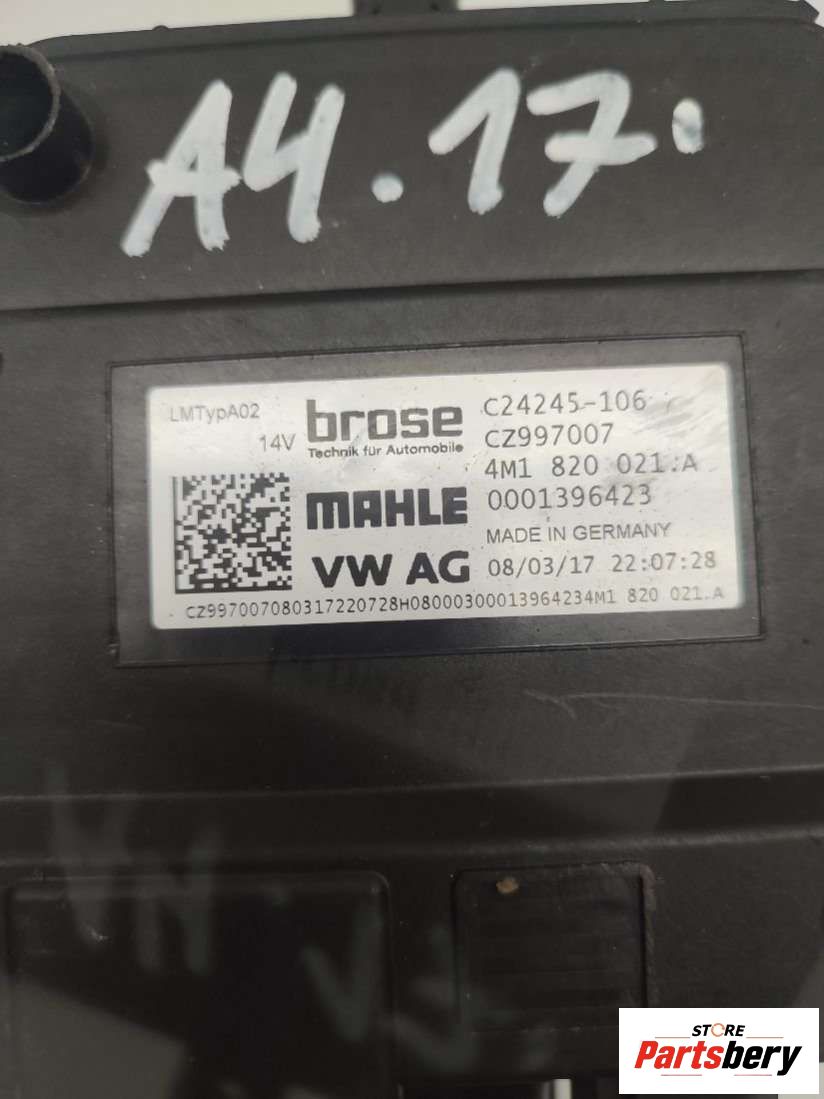 A4.17.
LMTypA02
14V
brose
Technik für Automobile
C24245-106
CZ997007
4M1 820 021.A
MAHLE
0001396423
MADE IN GERMANY
VW AG
08/03/17 22:07:28
CZ997007080317220728H08000300013964234M1 820 021.A
STORE
Partsbery